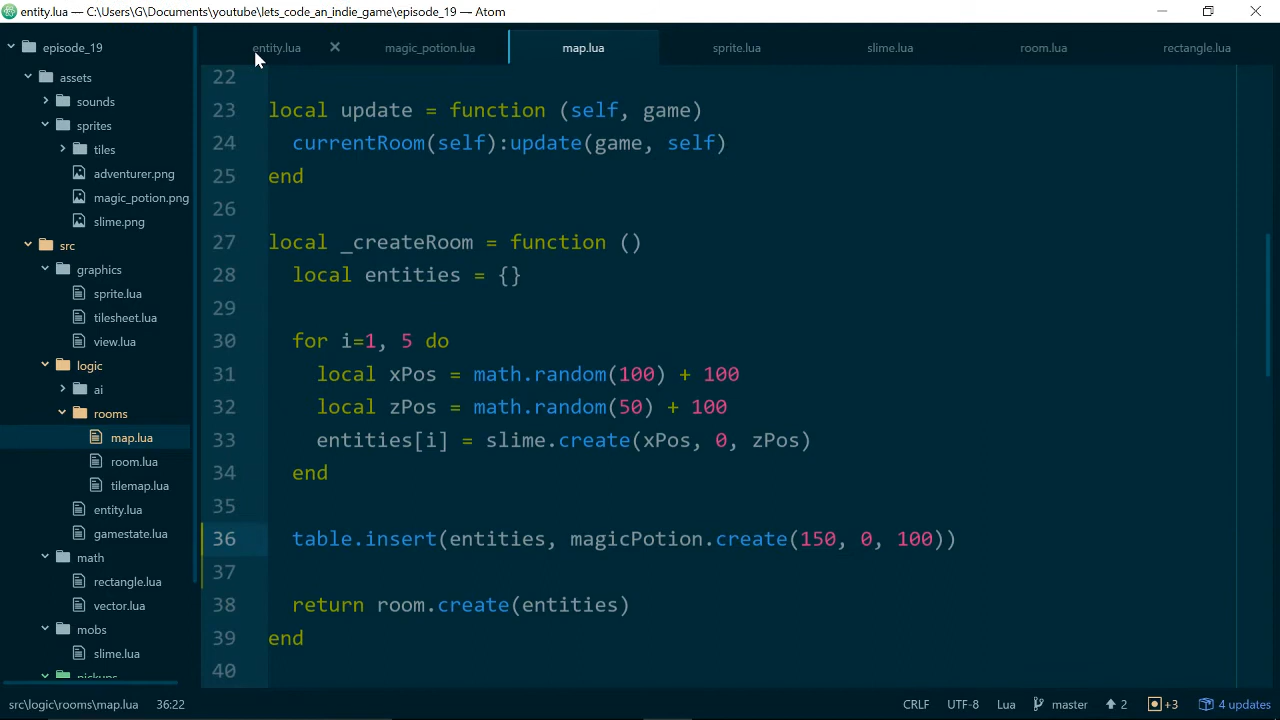 entity.lua — C:\Users\G\Documents\youtube\lets_code_an_indie_game\episode_19 — Atom
episode_19
assets
sounds
sprites
tiles
adventurer.png
magic_potion.png
slime.png
src
graphics
sprite.lua
tilesheet.lua
view.lua
logic
ai
rooms
map.lua
room.lua
tilemap.lua
entity.lua
gamestate.lua
math
rectangle.lua
vector.lua
mobs
slime.lua
pickups
entity.lua
magic_potion.lua
map.lua
sprite.lua
slime.lua
room.lua
rectangle.lua
22
23 local update = function (self, game)
24 currentRoom(self):update(game, self)
25 end
26
27 local _createRoom = function ()
28 local entities = {}
29
30 for i=1, 5 do
31 local xPos = math.random(100) + 100
32 local zPos = math.random(50) + 100
33 entities[i] = slime.create(xPos, 0, zPos)
34 end
35
36 table.insert(entities, magicPotion.create(150, 0, 100))
37
38 return room.create(entities)
39 end
40
src\logic\rooms\map.lua 36:22
CRLF UTF-8 Lua master 2 +3 4 updates